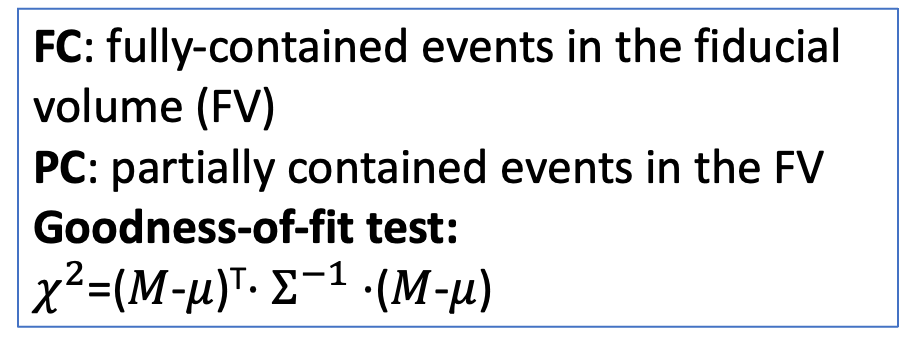 FC: fully-contained events in the fiducial
volume (FV)
PC: partially contained events in the FV
Goodness-of-fit test:
χ²=(M-μ)ᵀ· Σ⁻¹ ·(M-μ)